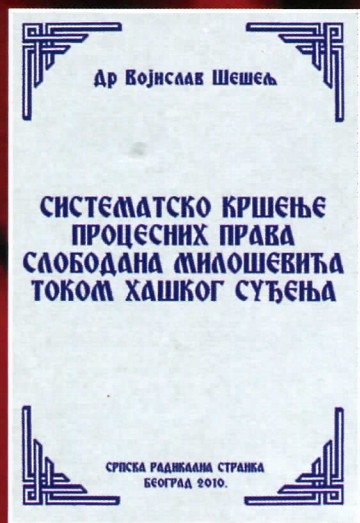 Др Војислав Шешељ
СИСТЕМАТСКО КРШЕЊЕ
ПРОЦЕСНИХ ПРАВА
СЛОБОДАНА МИЛОШЕВИЋА
ТОКОМ ХАШКОГ СУЂЕЊА
СРПСКА РАДИКАЛНА СТРАНКА
БЕОГРАД 2010.